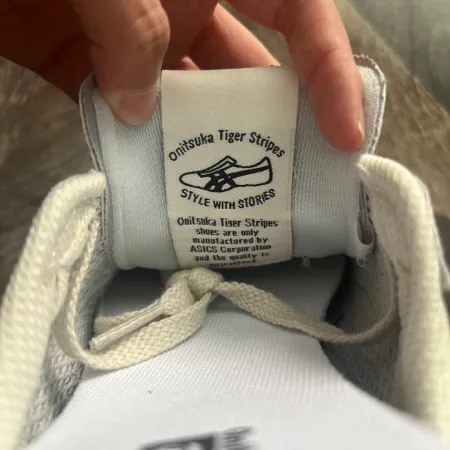 Onitsuka Tiger Stripes
STYLE WITH STORIES
Onitsuka Tiger Stripes
shoes are only
manufactured by
ASICS Corporation
and the quality is
guaranteed.